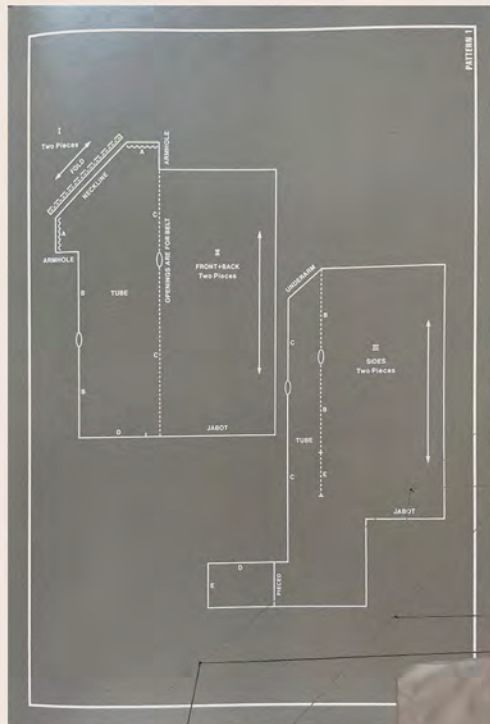 PATTERN 1
I
Two Pieces
FOLD
NECKLINE
A
ARMHOLE
A
ARMHOLE
B
TUBE
C
OPENINGS ARE FOR BELT
II
FRONT+BACK
Two Pieces
B
C
D
JABOT
UNDERARM
B
C
III
SIDES
Two Pieces
B
TUBE
C
E
JABOT
D
E
PIECED